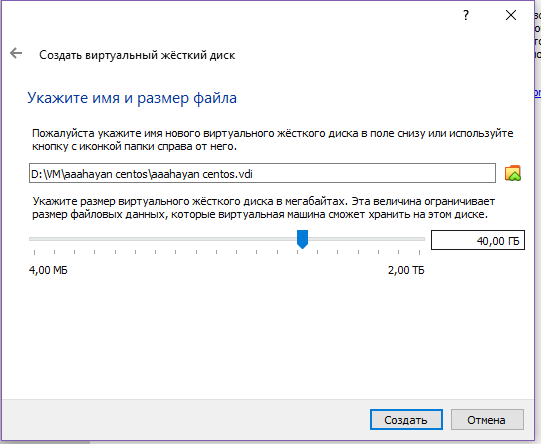 ?
Создать виртуальный жёсткий диск
Укажите имя и размер файла
Пожалуйста укажите имя нового виртуального жёсткого диска в поле снизу или используйте
кнопку с иконкой папки справа от него.
D:\VM\aaahayan centos\aaahayan centos.vdi
Укажите размер виртуального жёсткого диска в мегабайтах. Эта величина ограничивает
размер файловых данных, которые виртуальная машина сможет хранить на этом диске.
40,00 ГБ
4,00 МБ 2,00 ТБ
Создать Отмена